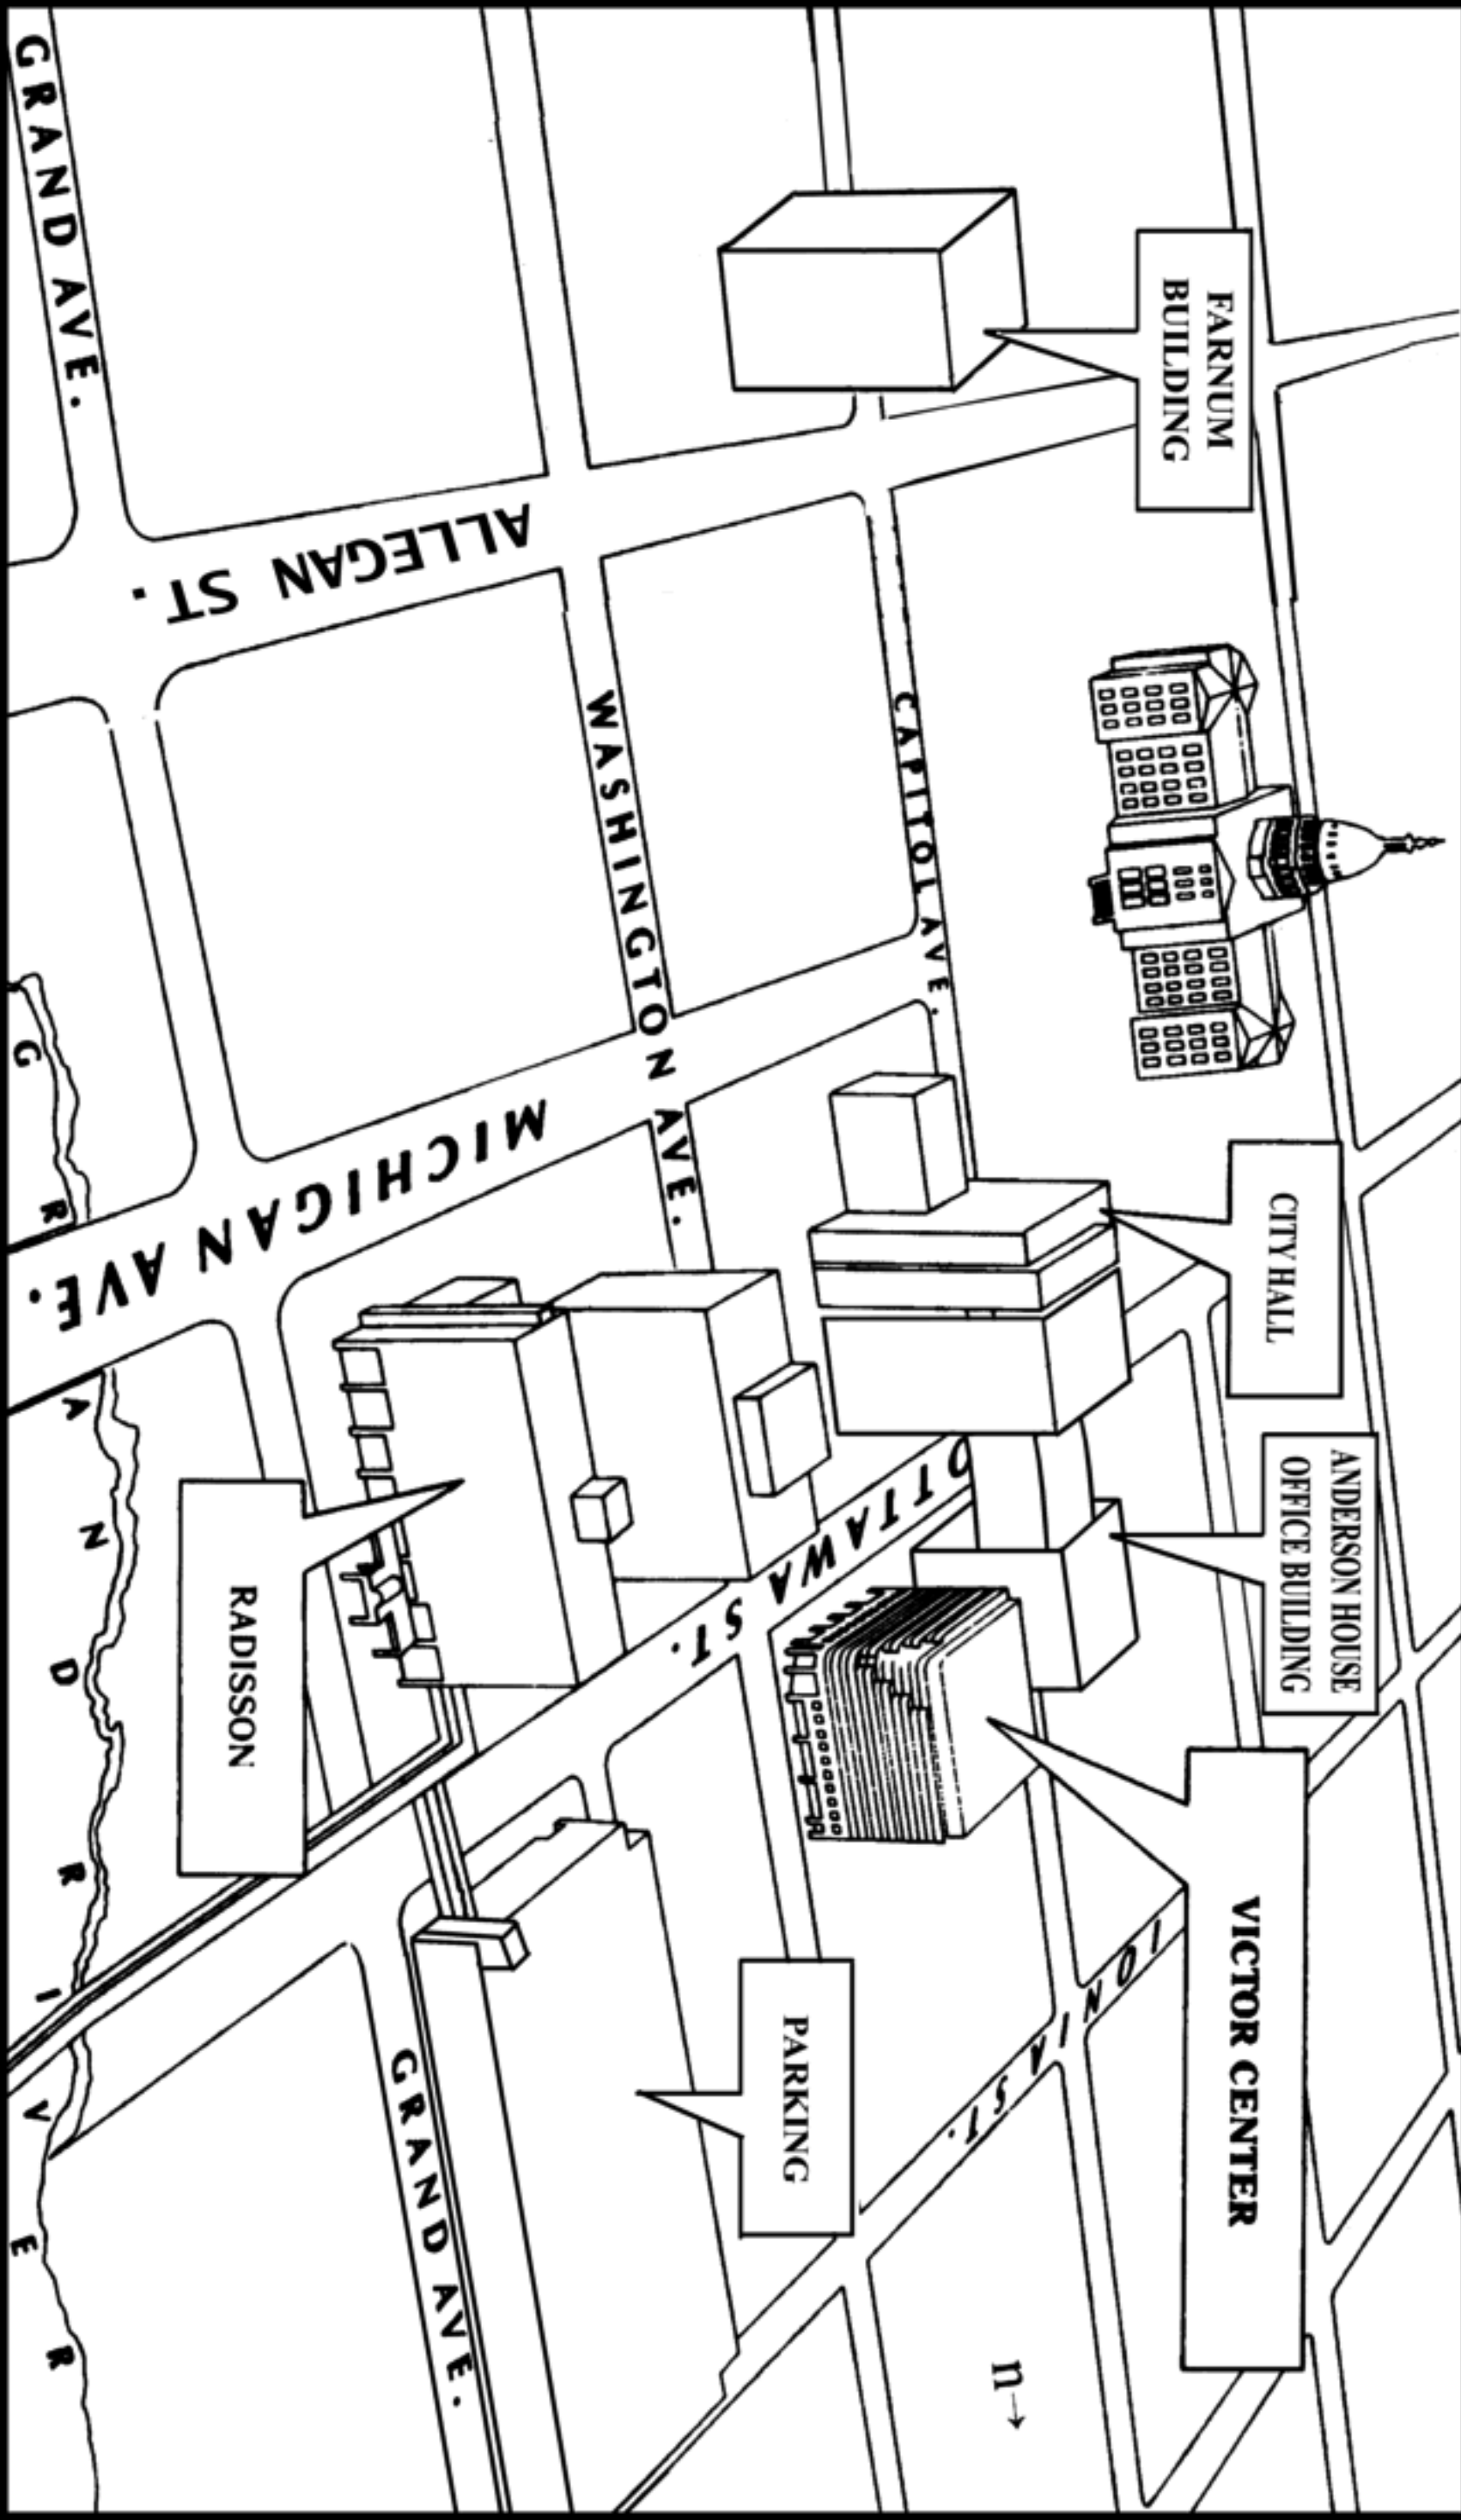 FARNUM
BUILDING
CITY HALL
ANDERSON HOUSE
OFFICE BUILDING
VICTOR CENTER
n→
CAPITOL AVE.
IONIA ST.
OTTAWA ST.
PARKING
WASHINGTON AVE.
ALLEGAN ST.
MICHIGAN AVE.
RADISSON
GRAND AVE.
GRAND AVE.
GRAND RIVER